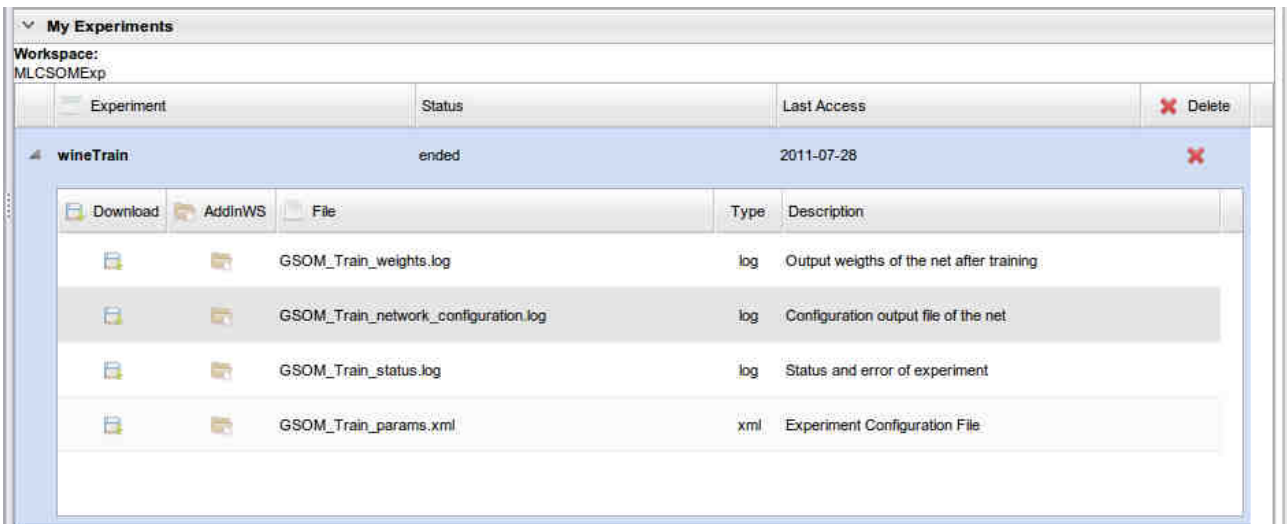 My Experiments
Workspace:
MLCSOMExp
Experiment Status Last Access Delete
wineTrain ended 2011-07-28
Download AddInWS File Type Description
GSOM_Train_weights.log log Output weigths of the net after training
GSOM_Train_network_configuration.log log Configuration output file of the net
GSOM_Train_status.log log Status and error of experiment
GSOM_Train_params.xml xml Experiment Configuration File